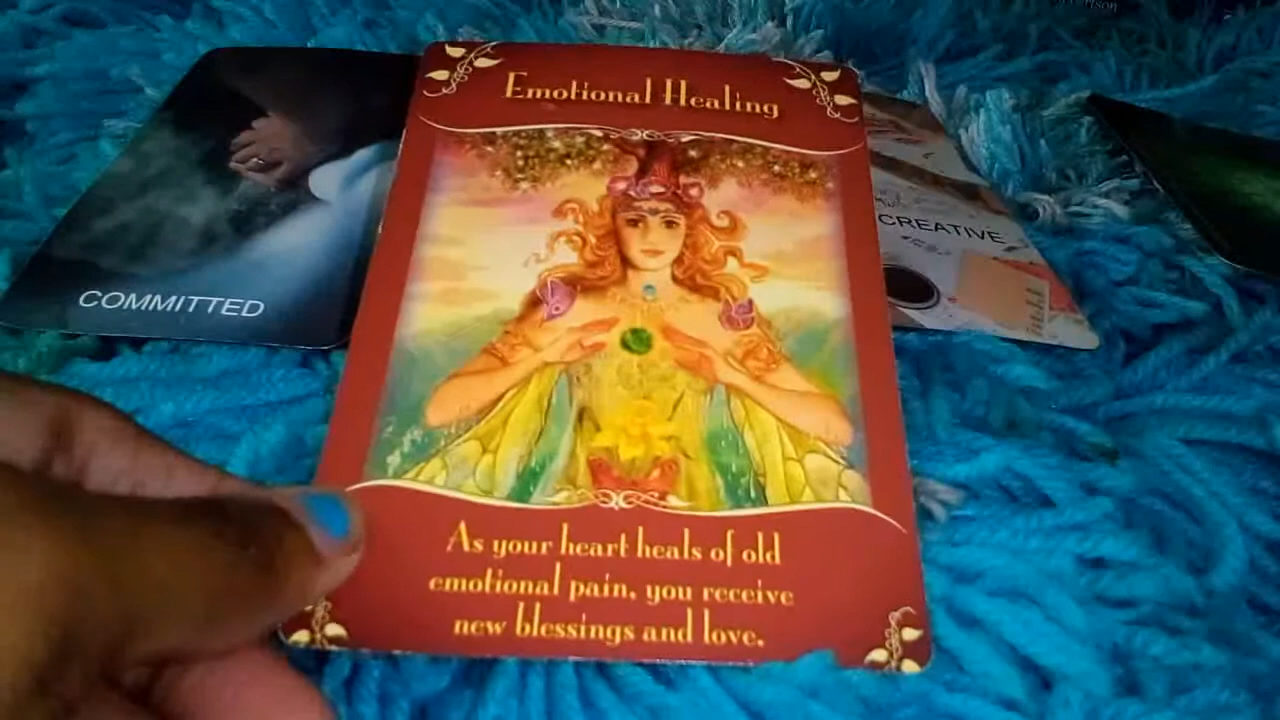 Emotional Healing
COMMITTED
CREATIVE
As your heart heals of old
emotional pain, you receive
new blessings and love.